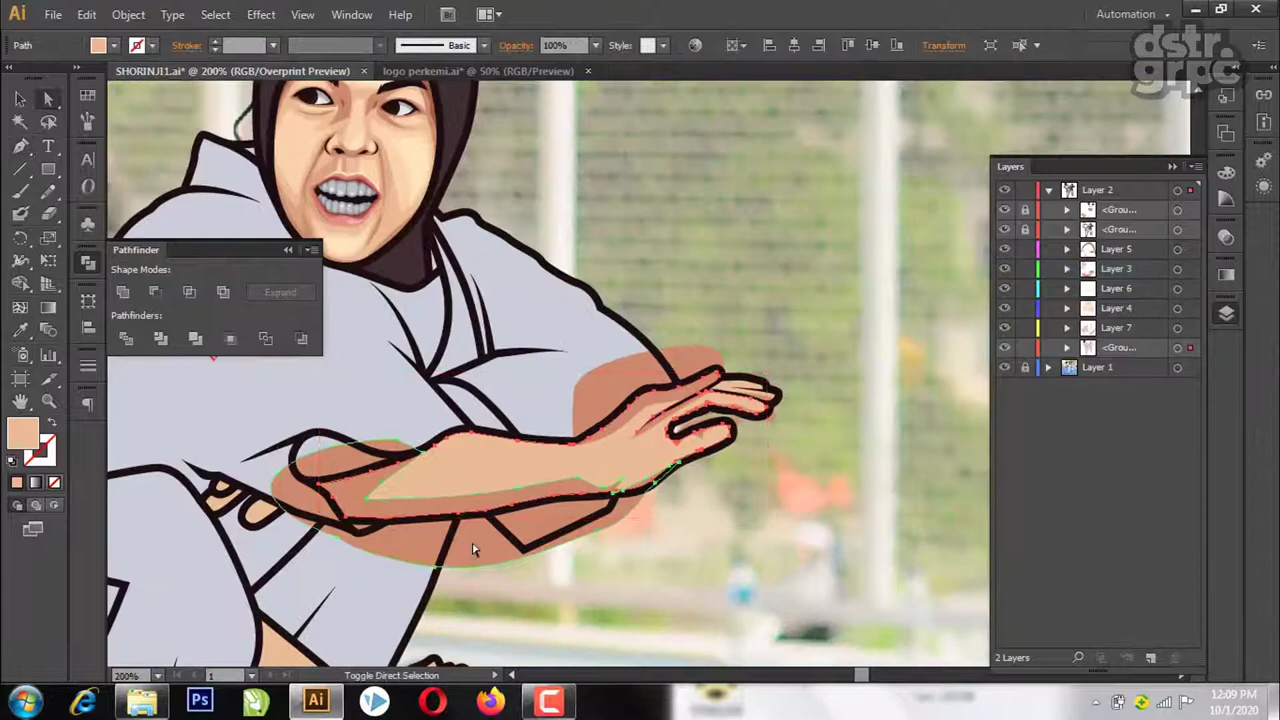 Ai File Edit Object Type Select Effect View Window Help Br Automation
Path Stroke: Basic Opacity: 100% Style: Transform
dstr.
grpc
SHORINJI1.ai* @ 200% (RGB/Overprint Preview) × logo perkemi.ai* @ 50% (RGB/Preview) ×
Layers
Layer 2
<Grou...
<Grou...
Layer 5
Layer 3
Layer 6
Layer 4
Layer 7
<Grou...
Layer 1
Pathfinder
Shape Modes:
Expand
Pathfinders:
2 Layers
200% 1 Toggle Direct Selection
Ps Ai
12:09 PM
10/1/2020